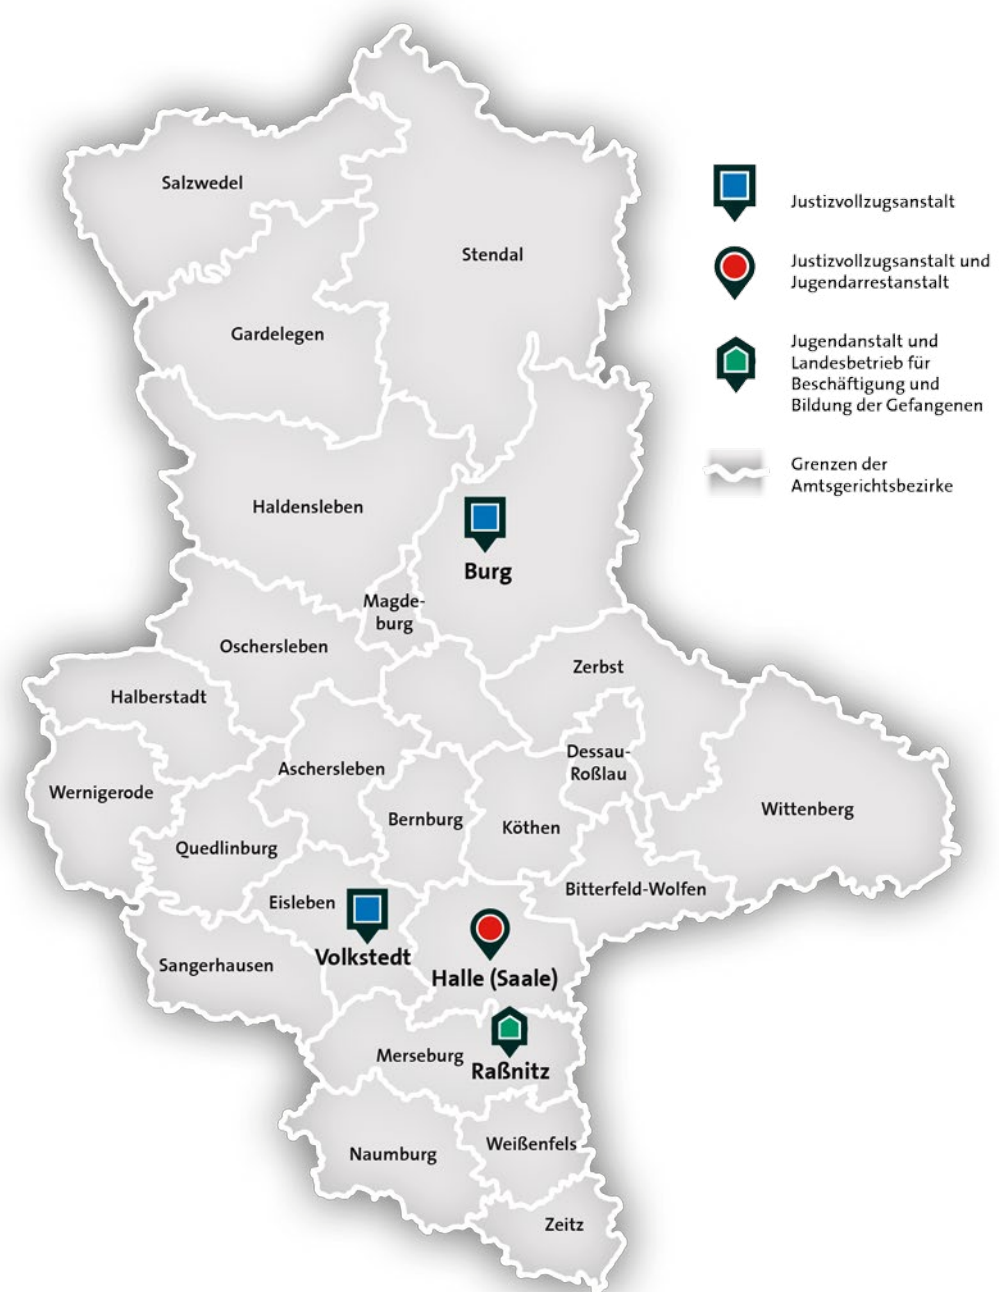 Salzwedel
Justizvollzugsanstalt
Stendal
Justizvollzugsanstalt und
Jugendarrestanstalt
Gardelegen
Jugendanstalt und
Landesbetrieb für
Beschäftigung und
Bildung der Gefangenen
Grenzen der
Amtsgerichtsbezirke
Haldensleben
Burg
Magde-
burg
Oschersleben
Zerbst
Halberstadt
Dessau-
Roßlau
Aschersleben
Wernigerode
Wittenberg
Bernburg
Köthen
Quedlinburg
Bitterfeld-Wolfen
Eisleben
Volkstedt
Sangerhausen
Halle (Saale)
Merseburg
Raßnitz
Weißenfels
Naumburg
Zeitz